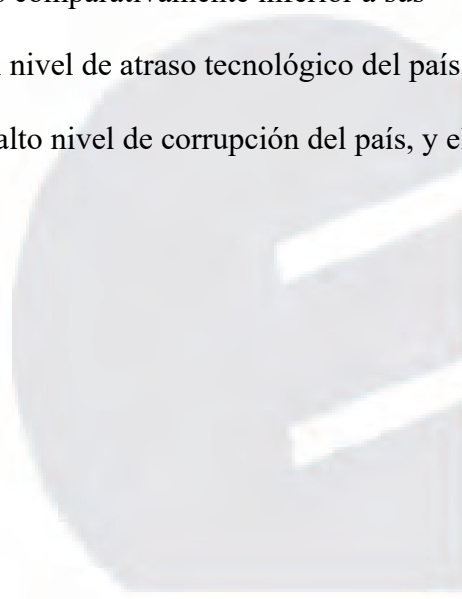 comparativamente inferior a sus
nivel de atraso tecnológico del país
alto nivel de corrupción del país, y el